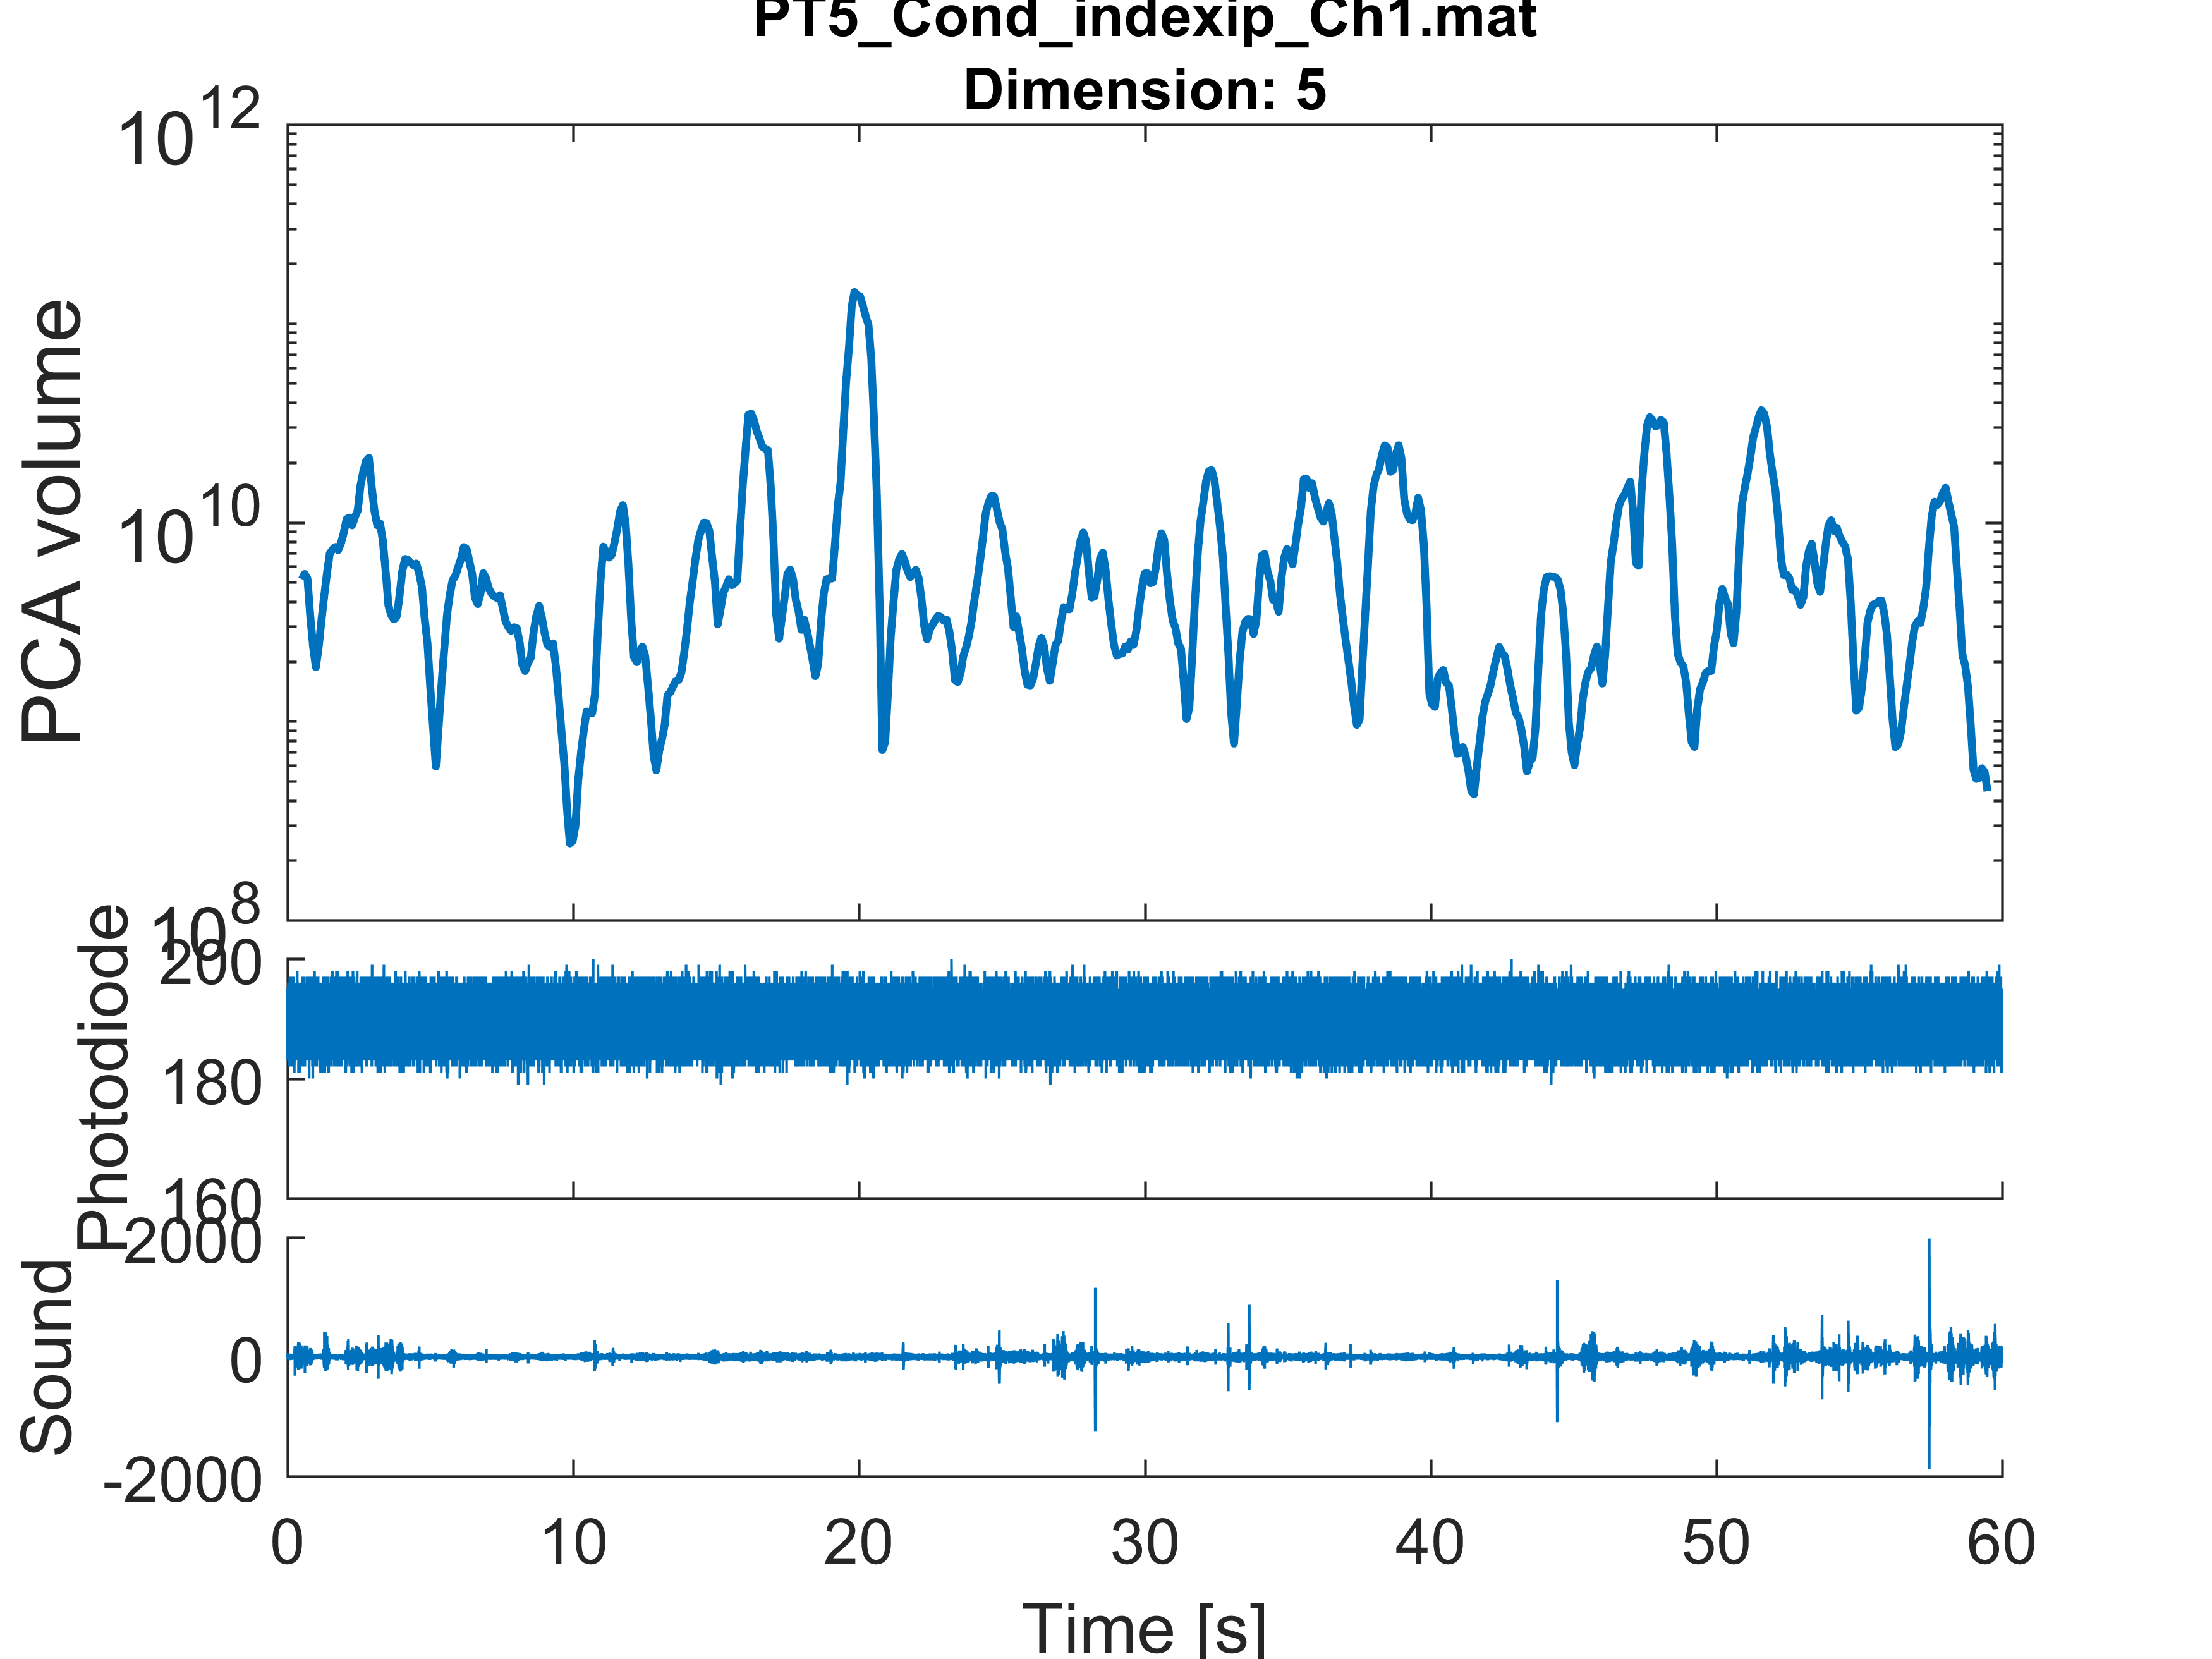 PT5_Cond_indexip_Ch1.mat
Dimension: 5
10^12
10^10
10^8
PCA volume
200
180
160
Photodiode
2000
0
-2000
Sound
0 10 20 30 40 50 60
Time [s]